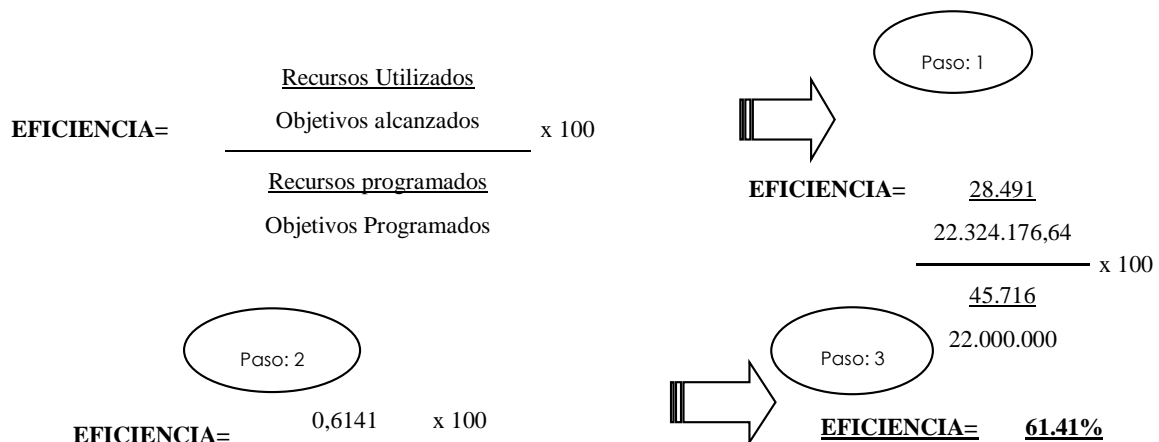 Recursos Utilizados
EFICIENCIA= Objetivos alcanzados x 100
Recursos programados
Objetivos Programados
Paso: 1
EFICIENCIA= 28.491
22.324.176,64
x 100
45.716
22.000.000
Paso: 2
EFICIENCIA= 0,6141 x 100
Paso: 3
EFICIENCIA= 61.41%